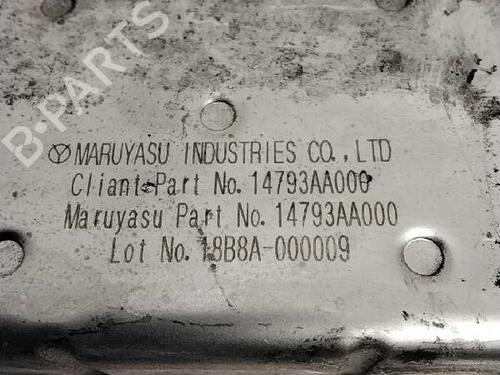 B-PARTS
MARUYASU INDUSTRIES CO., LTD
Cliant Part No. 14793AA000
Maruyasu Part No. 14793AA000
Lot No. 18B8A-000009